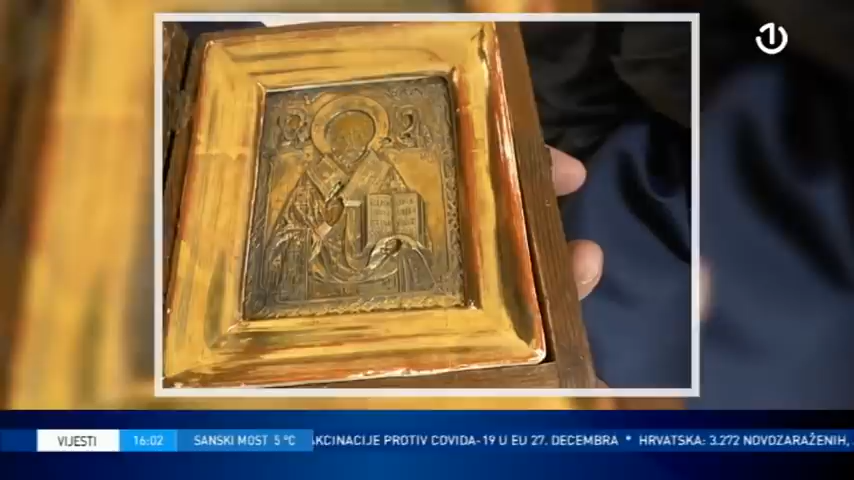 VIJESTI 16:02 SANSKI MOST 5 °C AKCINACIJE PROTIV COVIDA-19 U EU 27. DECEMBRA * HRVATSKA: 3.272 NOVOZARAŽENIH,